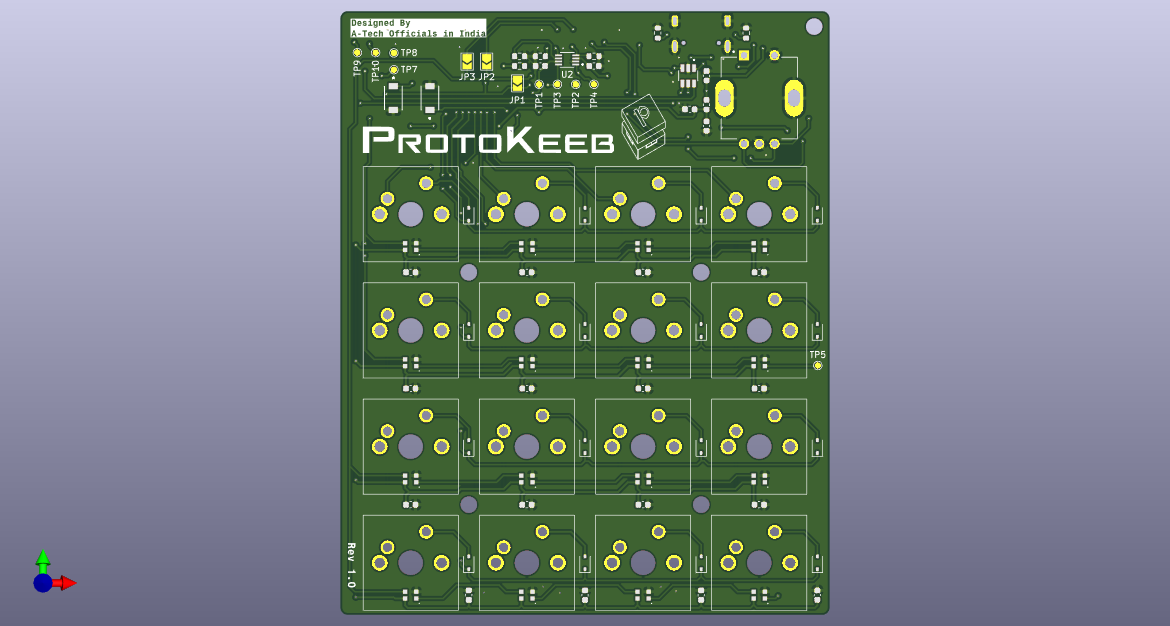 Designed By
A-Tech Officials in India
TP9
TP10
TP8
TP7
JP3 JP2
JP1
U2
TP1
TP3
TP2
TP4
P
PROTOKEEB
TP5
Rev 1.0